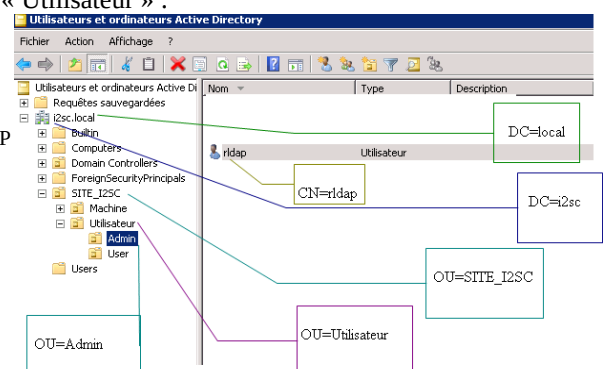 « Utilisateur » :
Utilisateurs et ordinateurs Active Directory
Fichier Action Affichage ?
Utilisateurs et ordinateurs Active Di
Nom Type Description
Requêtes sauvegardées
i2sc.local
Builtin
DC=local
P
Computers
rldap Utilisateur
Domain Controllers
ForeignSecurityPrincipals
CN=rldap
SITE_I2SC
DC=i2sc
Machine
Utilisateur
Admin
User
Users
OU=SITE_I2SC
OU=Utilisateur
OU=Admin